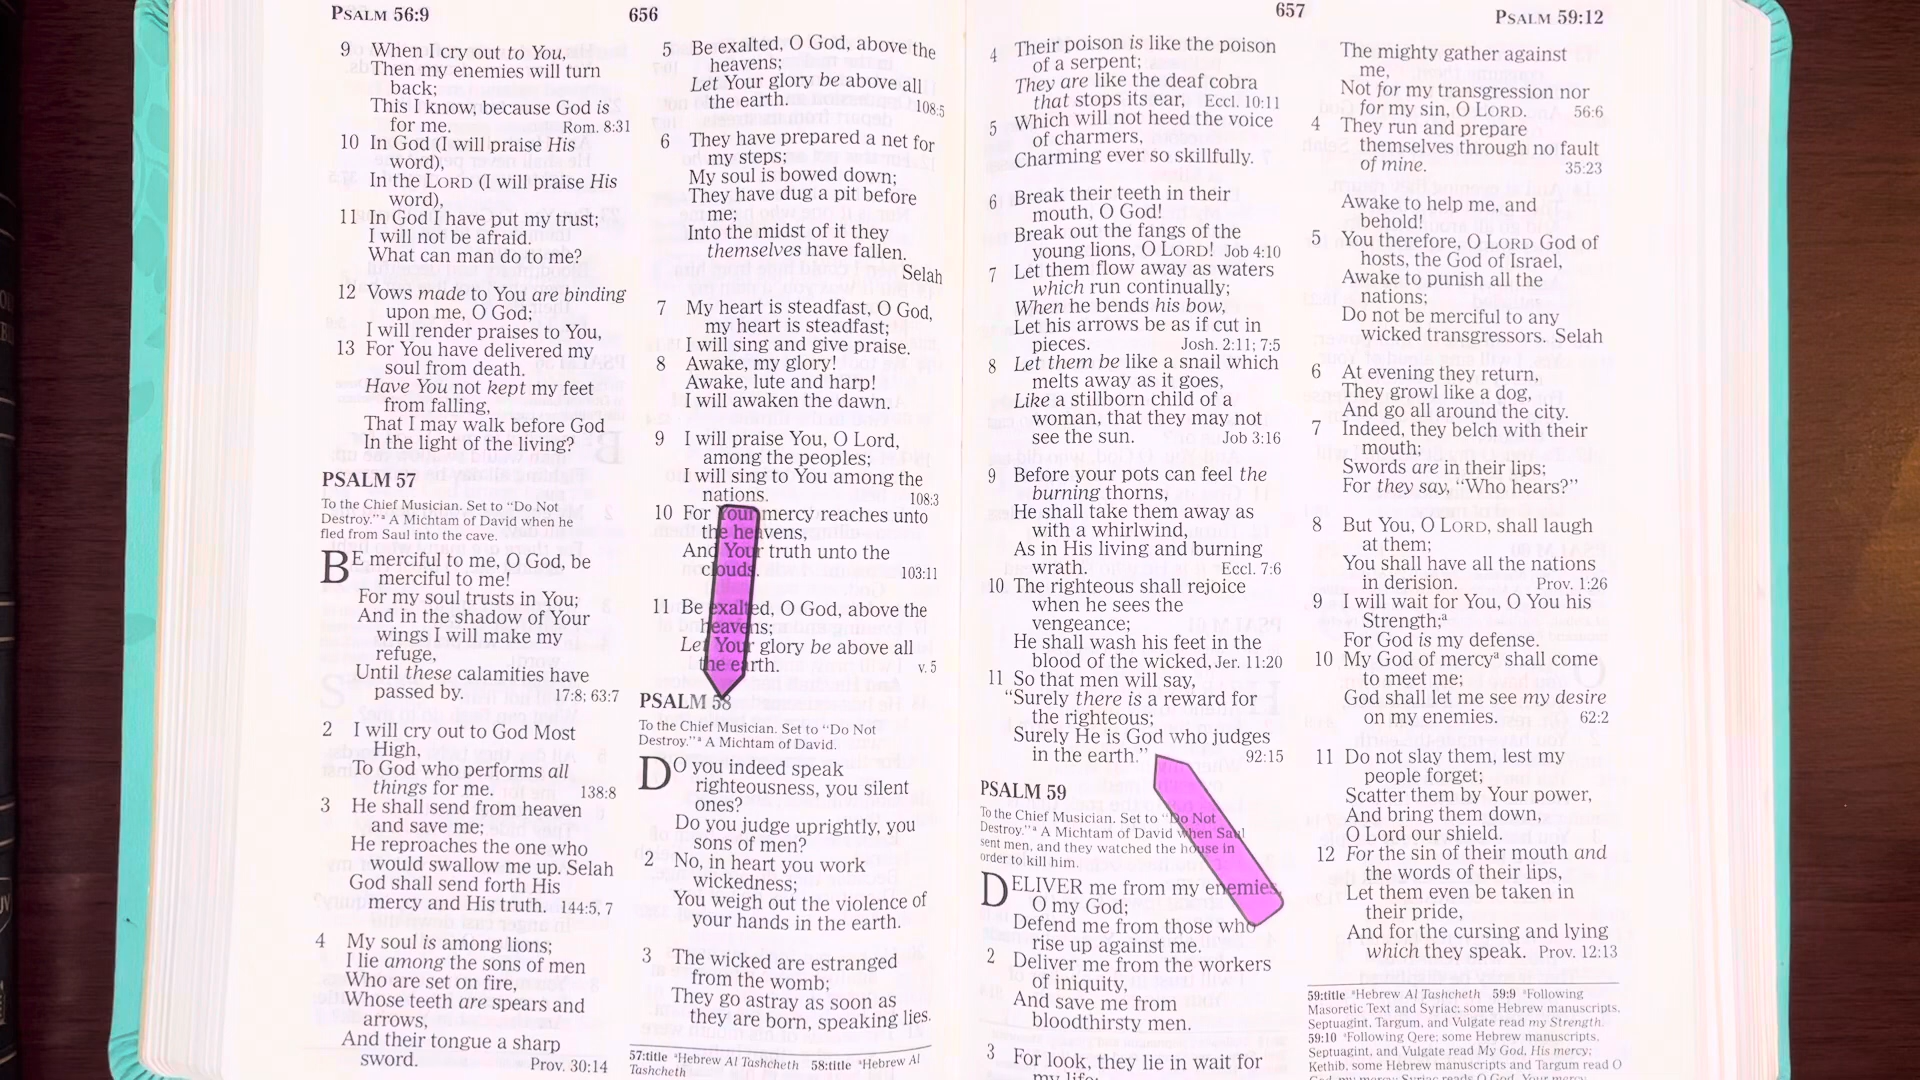 PSALM 56:9
656
9 When I cry out to You,
Then my enemies will turn
back;
This I know, because God is
for me. Rom. 8:31
10 In God (I will praise His
word),
In the LORD (I will praise His
word),
11 In God I have put my trust;
I will not be afraid.
What can man do to me?
12 Vows made to You are binding
upon me, O God;
I will render praises to You,
13 For You have delivered my
soul from death.
Have You not kept my feet
from falling,
That I may walk before God
In the light of the living?
PSALM 57
To the Chief Musician. Set to “Do Not
Destroy.”ᵃ A Michtam of David when he
fled from Saul into the cave.
BE merciful to me, O God, be
merciful to me!
For my soul trusts in You;
And in the shadow of Your
wings I will make my
refuge,
Until these calamities have
passed by. 17:8; 63:7
2 I will cry out to God Most
High,
To God who performs all
things for me. 138:8
3 He shall send from heaven
and save me;
He reproaches the one who
would swallow me up. Selah
God shall send forth His
mercy and His truth. 144:5, 7
4 My soul is among lions;
I lie among the sons of men
Who are set on fire,
Whose teeth are spears and
arrows,
And their tongue a sharp
sword. Prov. 30:14
5 Be exalted, O God, above the
heavens;
Let Your glory be above all
the earth. 108:5
6 They have prepared a net for
my steps;
My soul is bowed down;
They have dug a pit before
me;
Into the midst of it they
themselves have fallen.
Selah
7 My heart is steadfast, O God,
my heart is steadfast;
I will sing and give praise.
8 Awake, my glory!
Awake, lute and harp!
I will awaken the dawn.
9 I will praise You, O Lord,
among the peoples;
I will sing to You among the
nations. 108:3
10 For Your mercy reaches unto
the heavens,
And Your truth unto the
clouds. 103:11
11 Be exalted, O God, above the
heavens;
Let Your glory be above all
the earth. v. 5
PSALM 58
To the Chief Musician. Set to “Do Not
Destroy.”ᵃ A Michtam of David.
DO you indeed speak
righteousness, you silent
ones?
Do you judge uprightly, you
sons of men?
2 No, in heart you work
wickedness;
You weigh out the violence of
your hands in the earth.
3 The wicked are estranged
from the womb;
They go astray as soon as
they are born, speaking lies.
57:title ᵃHebrew Al Tashcheth 58:title ᵃHebrew Al
Tashcheth
657
PSALM 59:12
4 Their poison is like the poison
of a serpent;
They are like the deaf cobra
that stops its ear, Eccl. 10:11
5 Which will not heed the voice
of charmers,
Charming ever so skillfully.
6 Break their teeth in their
mouth, O God!
Break out the fangs of the
young lions, O LORD! Job 4:10
7 Let them flow away as waters
which run continually;
When he bends his bow,
Let his arrows be as if cut in
pieces. Josh. 2:11; 7:5
8 Let them be like a snail which
melts away as it goes,
Like a stillborn child of a
woman, that they may not
see the sun. Job 3:16
9 Before your pots can feel the
burning thorns,
He shall take them away as
with a whirlwind,
As in His living and burning
wrath. Eccl. 7:6
10 The righteous shall rejoice
when he sees the
vengeance;
He shall wash his feet in the
blood of the wicked, Jer. 11:20
11 So that men will say,
“Surely there is a reward for
the righteous;
Surely He is God who judges
in the earth.” 92:15
PSALM 59
To the Chief Musician. Set to “Do Not
Destroy.”ᵃ A Michtam of David when Saul
sent men, and they watched the house in
order to kill him.
DELIVER me from my enemies,
O my God;
Defend me from those who
rise up against me.
2 Deliver me from the workers
of iniquity,
And save me from
bloodthirsty men.
3 For look, they lie in wait for
my life;
The mighty gather against
me,
Not for my transgression nor
for my sin, O LORD. 56:6
4 They run and prepare
themselves through no fault
of mine. 35:23
Awake to help me, and
behold!
5 You therefore, O LORD God of
hosts, the God of Israel,
Awake to punish all the
nations;
Do not be merciful to any
wicked transgressors. Selah
6 At evening they return,
They growl like a dog,
And go all around the city.
7 Indeed, they belch with their
mouth;
Swords are in their lips;
For they say, “Who hears?”
8 But You, O LORD, shall laugh
at them;
You shall have all the nations
in derision. Prov. 1:26
9 I will wait for You, O You his
Strength;ᵃ
For God is my defense.
10 My God of mercyᵃ shall come
to meet me;
God shall let me see my desire
on my enemies. 62:2
11 Do not slay them, lest my
people forget;
Scatter them by Your power,
And bring them down,
O Lord our shield.
12 For the sin of their mouth and
the words of their lips,
Let them even be taken in
their pride,
And for the cursing and lying
which they speak. Prov. 12:13
59:title ᵃHebrew Al Tashcheth 59:9 ᵃFollowing
Masoretic Text and Syriac; some Hebrew manuscripts,
Septuagint, Targum, and Vulgate read my Strength.
59:10 ᵃFollowing Qere; some Hebrew manuscripts,
Septuagint, and Vulgate read My God, His mercy;
Kethib, some Hebrew manuscripts and Targum read O